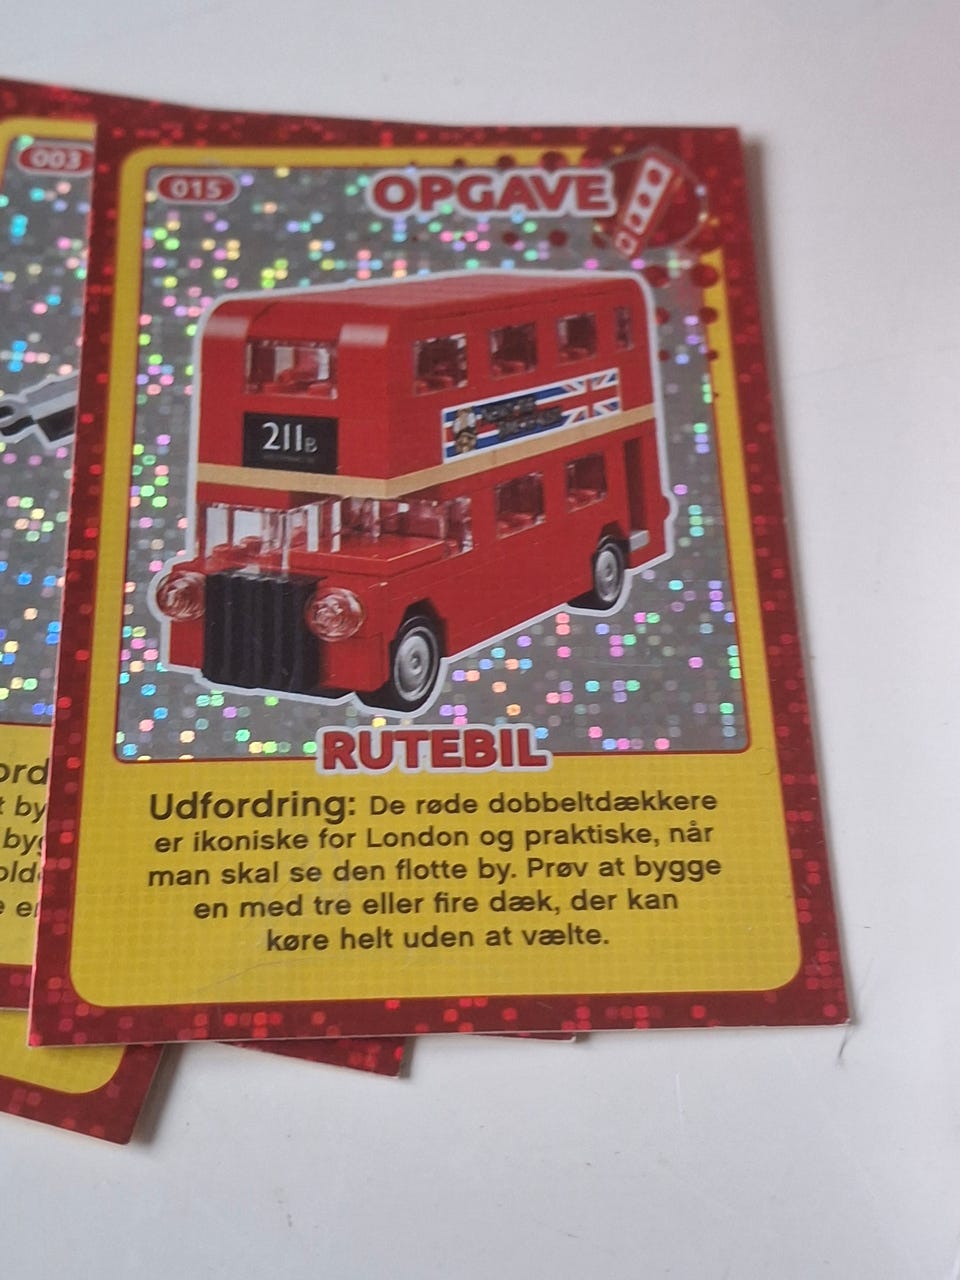 003
015
OPGAVE
211B
RUTEBIL
Udfordring: De røde dobbeltdækkere
er ikoniske for London og praktiske, når
man skal se den flotte by. Prøv at bygge
en med tre eller fire dæk, der kan
køre helt uden at vælte.